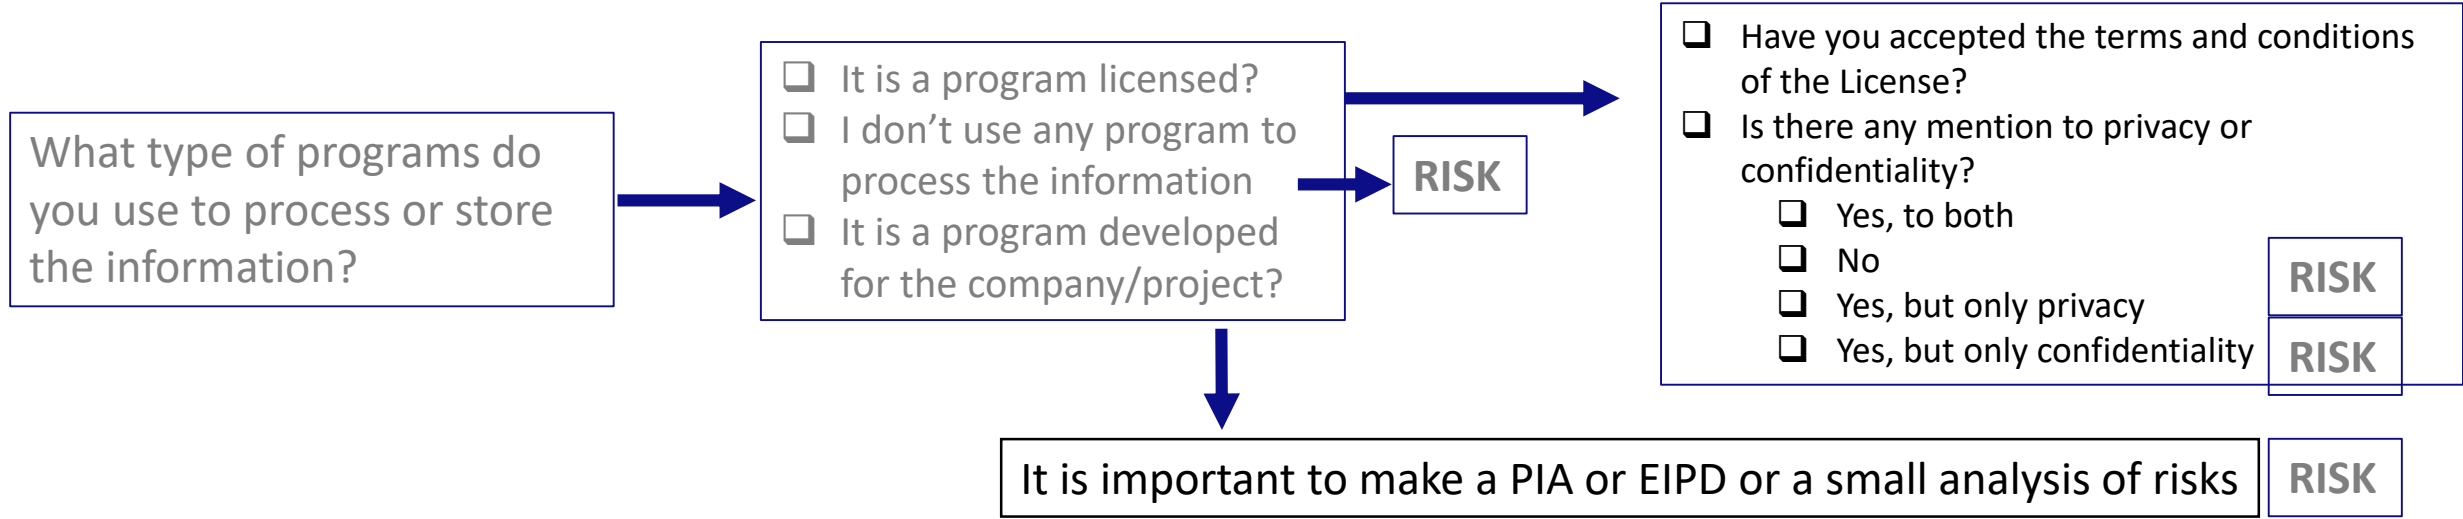 What type of programs do
you use to process or store
the information?
❑ It is a program licensed?
❑ I don’t use any program to
process the information
❑ It is a program developed
for the company/project?
RISK
❑ Have you accepted the terms and conditions
of the License?
❑ Is there any mention to privacy or
confidentiality?
❑ Yes, to both
❑ No
❑ Yes, but only privacy
❑ Yes, but only confidentiality
RISK
RISK
It is important to make a PIA or EIPD or a small analysis of risks
RISK